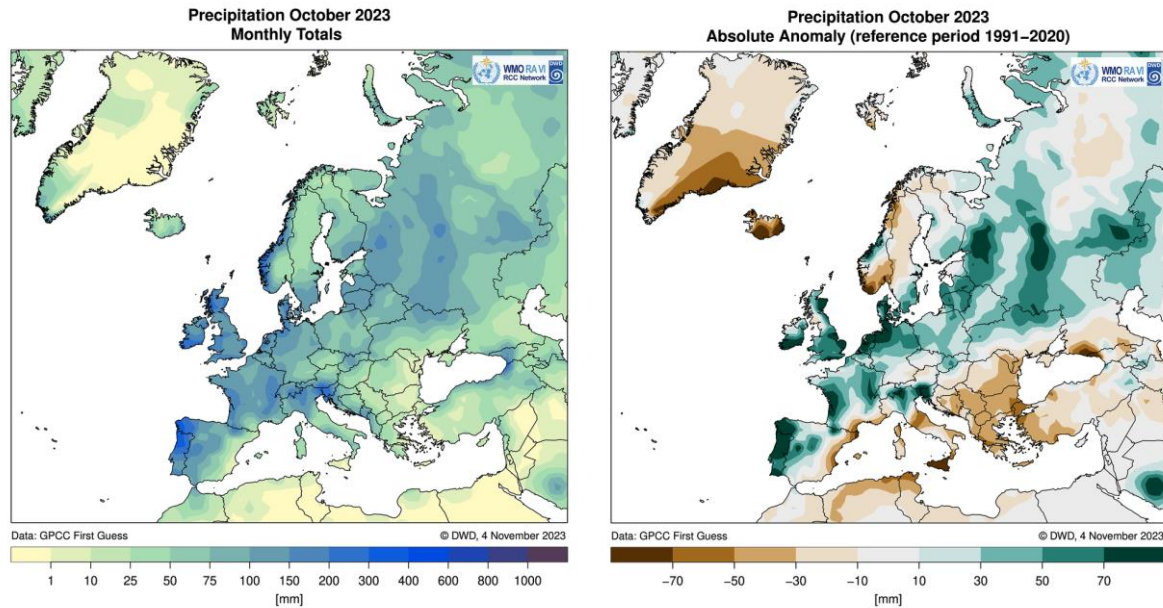 Precipitation October 2023
Monthly Totals
WMO RA VI
RCC Network
DWD
Data: GPCC First Guess
© DWD, 4 November 2023
1 10 25 50 75 100 150 200 300 400 600 800 1000
[mm]
Precipitation October 2023
Absolute Anomaly (reference period 1991−2020)
WMO RA VI
RCC Network
DWD
Data: GPCC First Guess
© DWD, 4 November 2023
−70 −50 −30 −10 10 30 50 70
[mm]